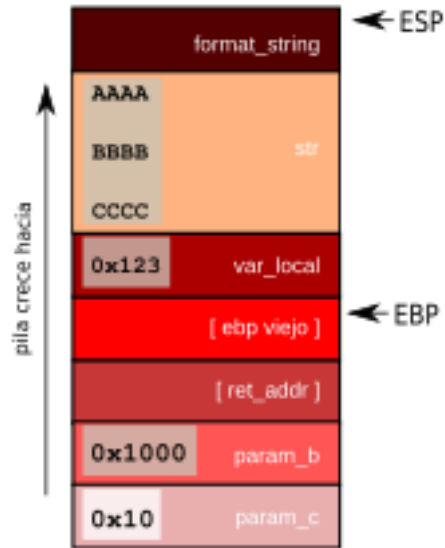 ESP
format_string
AAAA
BBBB
str
CCCC
0x123 var_local
EBP
[ ebp viejo ]
[ ret_addr ]
0x1000 param_b
0x10 param_c
pila crece hacia